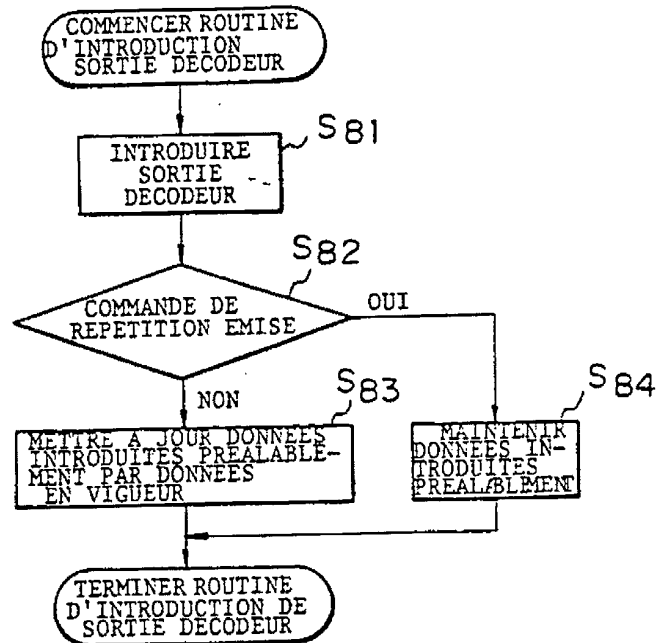 COMMENCER ROUTINE
D'INTRODUCTION
SORTIE DECODEUR
S81
INTRODUIRE
SORTIE
DECODEUR
S82
COMMANDE DE
REPETITION EMISE
OUI
NON
S83
METTRE A JOUR DONNEES
INTRODUITES PREALABLE-
MENT PAR DONNEES
EN VIGUEUR
S84
MAINTENIR
DONNEES IN-
TRODUITES
PREALABLEMENT
TERMINER ROUTINE
D'INTRODUCTION DE
SORTIE DECODEUR